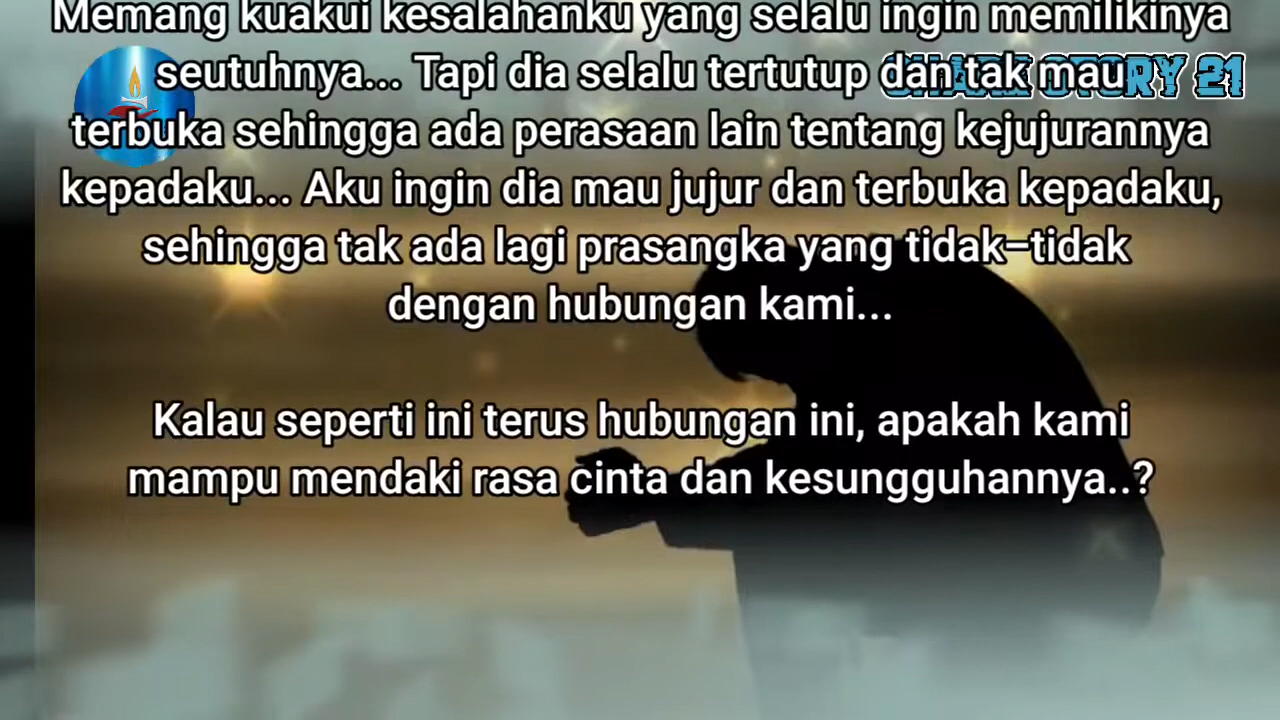 Memang kuakui kesalahanku yang selalu ingin memilikinya
seutuhnya... Tapi dia selalu tertutup dan tak mau
STORY 21
terbuka sehingga ada perasaan lain tentang kejujurannya
kepadaku... Aku ingin dia mau jujur dan terbuka kepadaku,
sehingga tak ada lagi prasangka yang tidak–tidak
dengan hubungan kami...
Kalau seperti ini terus hubungan ini, apakah kami
mampu mendaki rasa cinta dan kesungguhannya..?